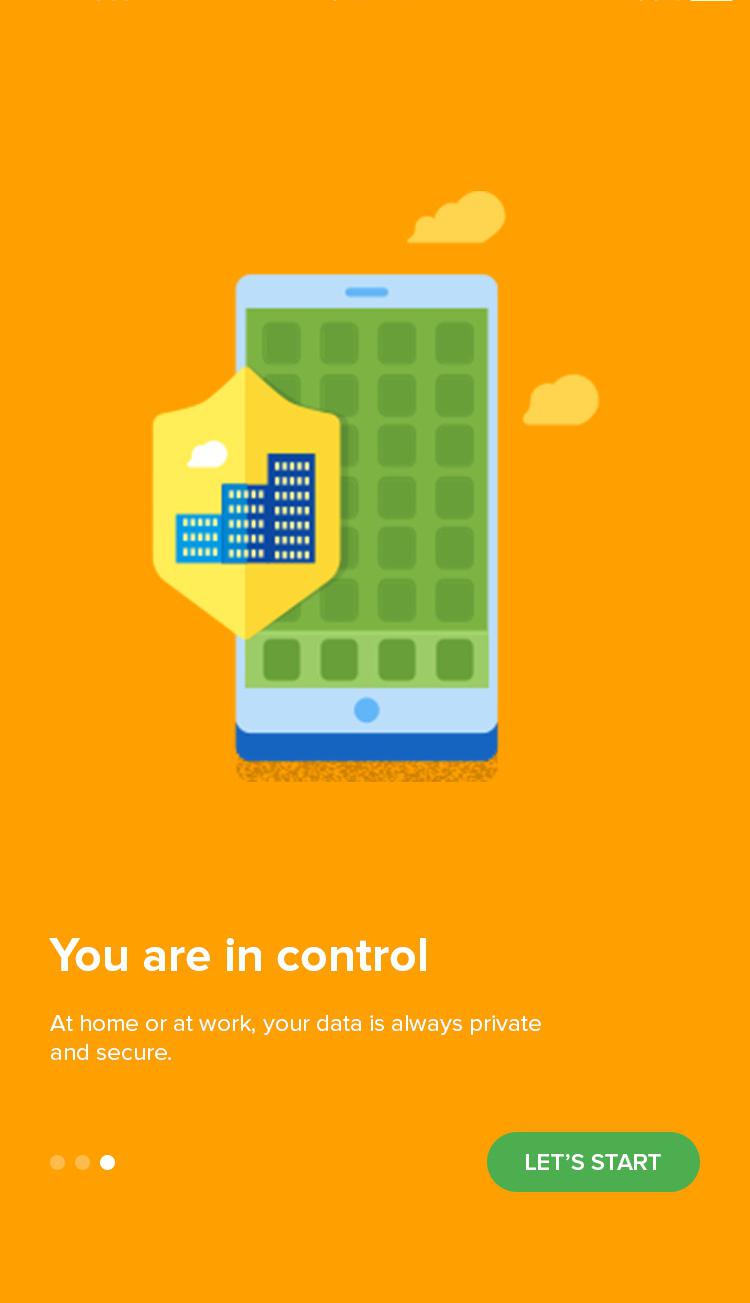 You are in control
At home or at work, your data is always private
and secure.
LET’S START